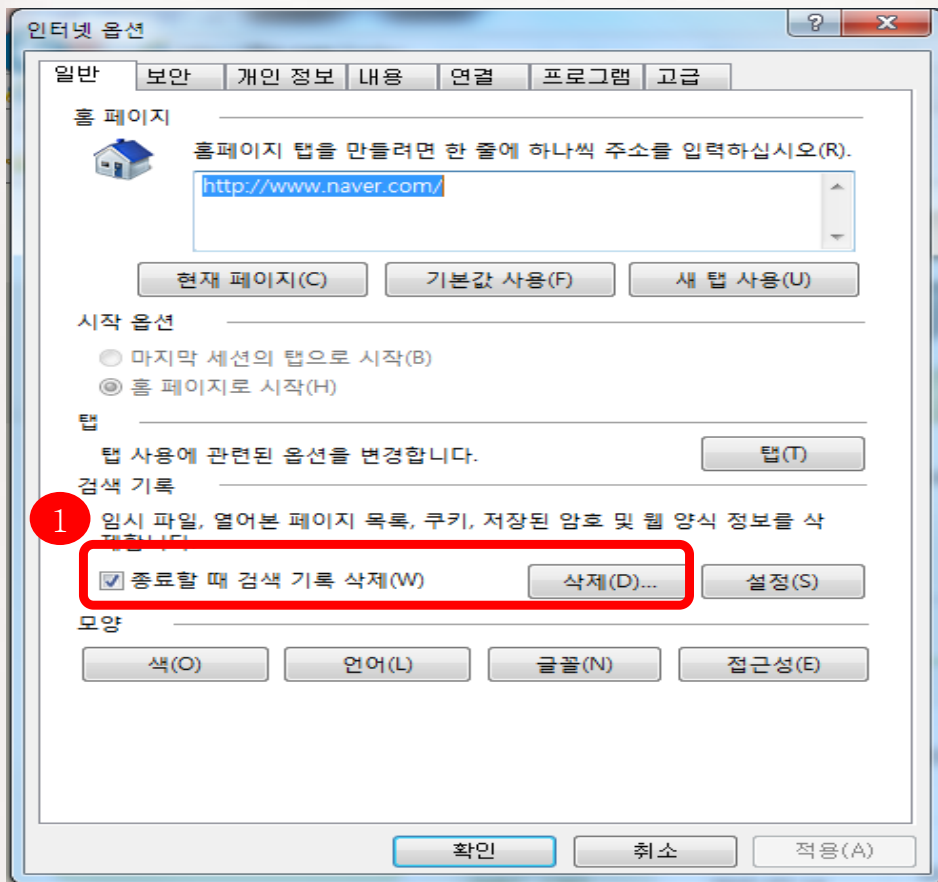 인터넷 옵션
일반 보안 개인 정보 내용 연결 프로그램 고급
홈 페이지
홈페이지 탭을 만들려면 한 줄에 하나씩 주소를 입력하십시오(R).
http://www.naver.com/
현재 페이지(C) 기본값 사용(F) 새 탭 사용(U)
시작 옵션
마지막 세션의 탭으로 시작(B)
홈 페이지로 시작(H)
탭
탭 사용에 관련된 옵션을 변경합니다. 탭(T)
검색 기록
1
임시 파일, 열어본 페이지 목록, 쿠키, 저장된 암호 및 웹 양식 정보를 삭
제합니다.
종료할 때 검색 기록 삭제(W) 삭제(D)... 설정(S)
모양
색(O) 언어(L) 글꼴(N) 접근성(E)
확인 취소 적용(A)